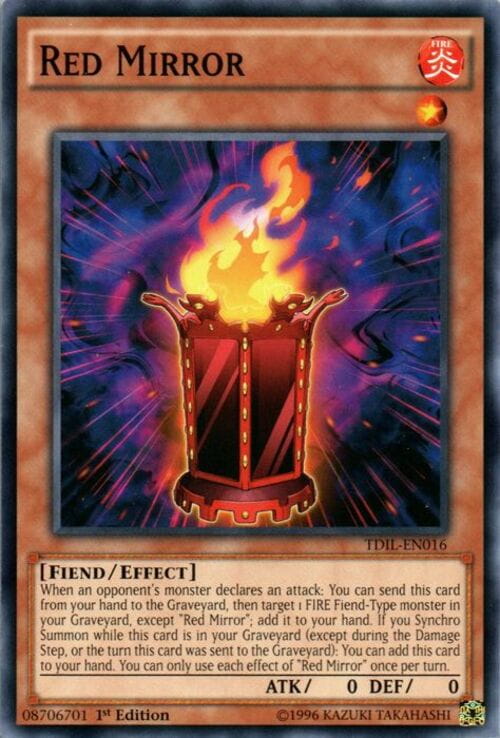 RED MIRROR
FIRE
炎
TDIL-EN016
[FIEND/EFFECT]
When an opponent's monster declares an attack: You can send this card
from your hand to the Graveyard, then target 1 FIRE Fiend-Type monster in
your Graveyard, except "Red Mirror"; add it to your hand. If you Synchro
Summon while this card is in your Graveyard (except during the Damage
Step, or the turn this card was sent to the Graveyard): You can add this card
to your hand. You can only use each effect of "Red Mirror" once per turn.
ATK/ 0 DEF/ 0
08706701 1st Edition ©1996 KAZUKI TAKAHASHI